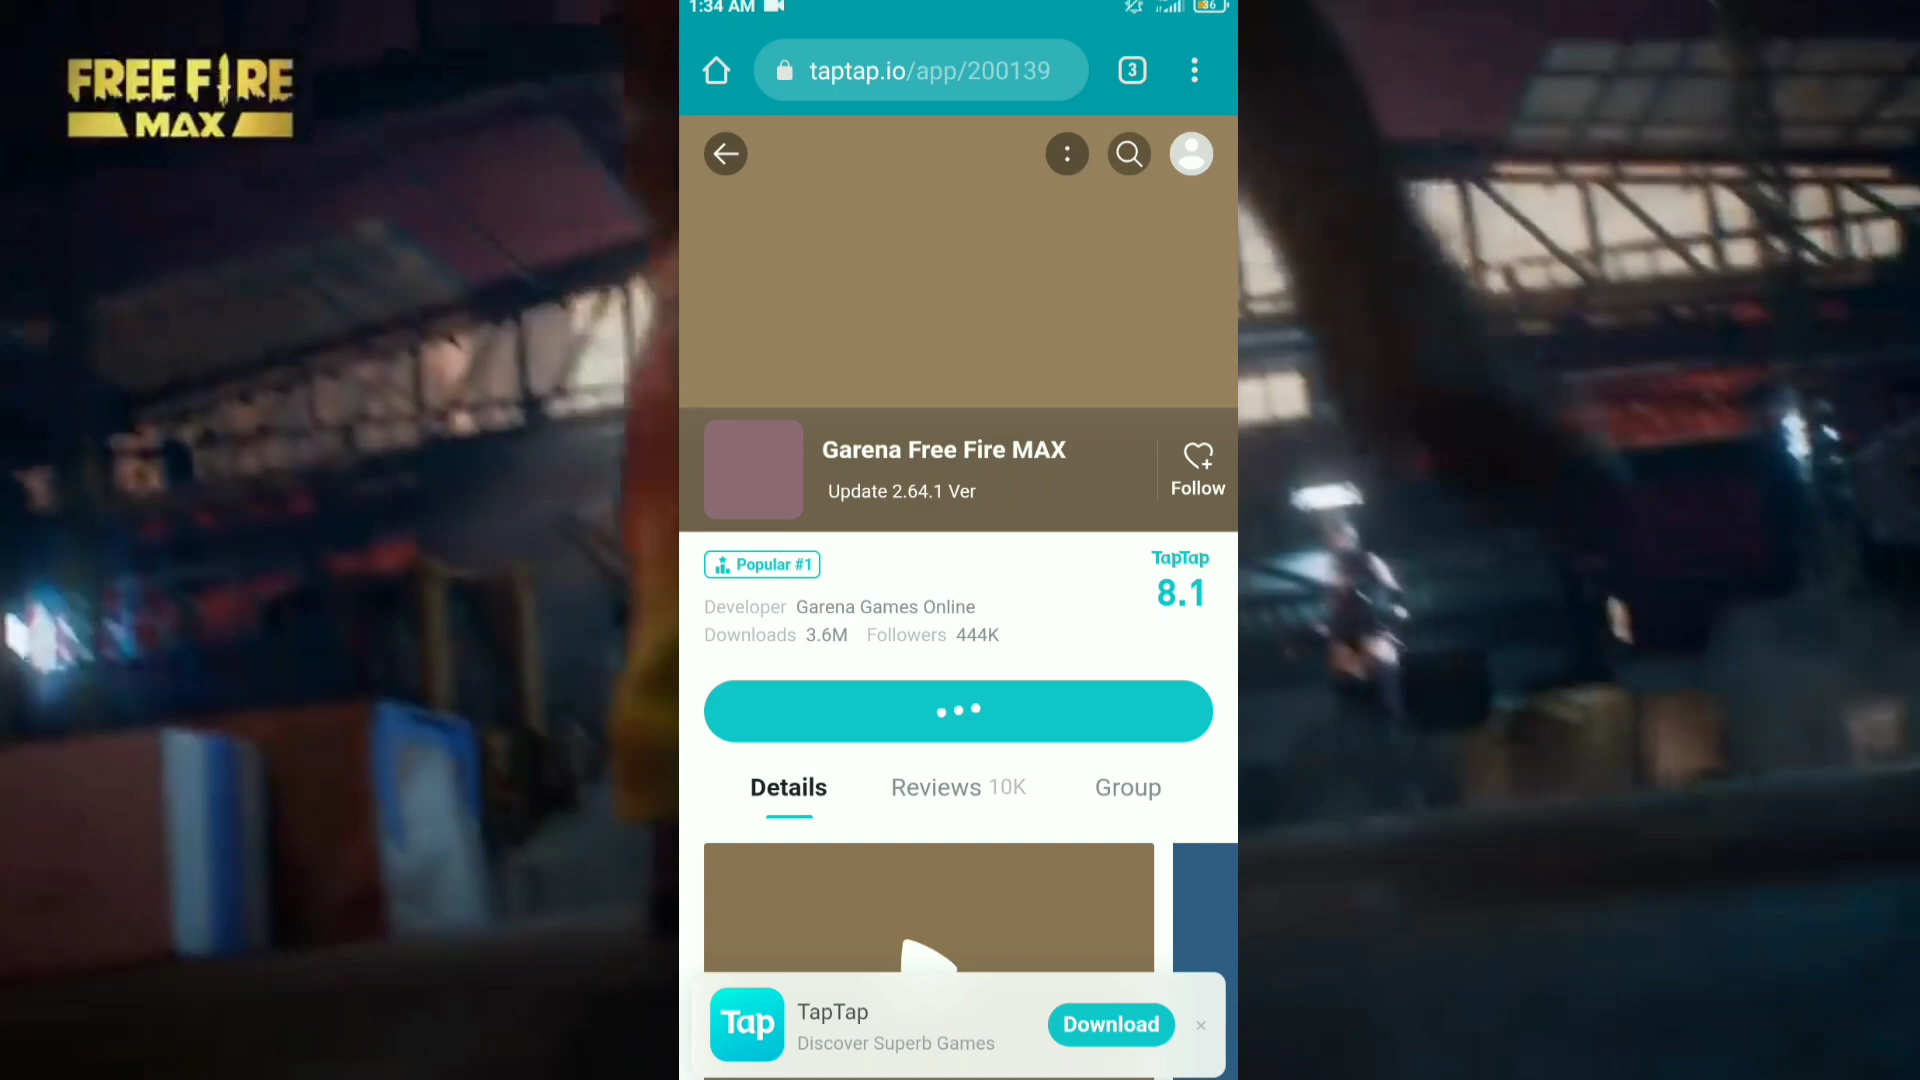 FREE FIRE
MAX
1:34 AM
36
taptap.io/app/200139
3
Garena Free Fire MAX
Update 2.64.1 Ver
Follow
Popular #1
TapTap
8.1
Developer Garena Games Online
Downloads 3.6M Followers 444K
Details
Reviews 10K
Group
Tap
TapTap
Discover Superb Games
Download